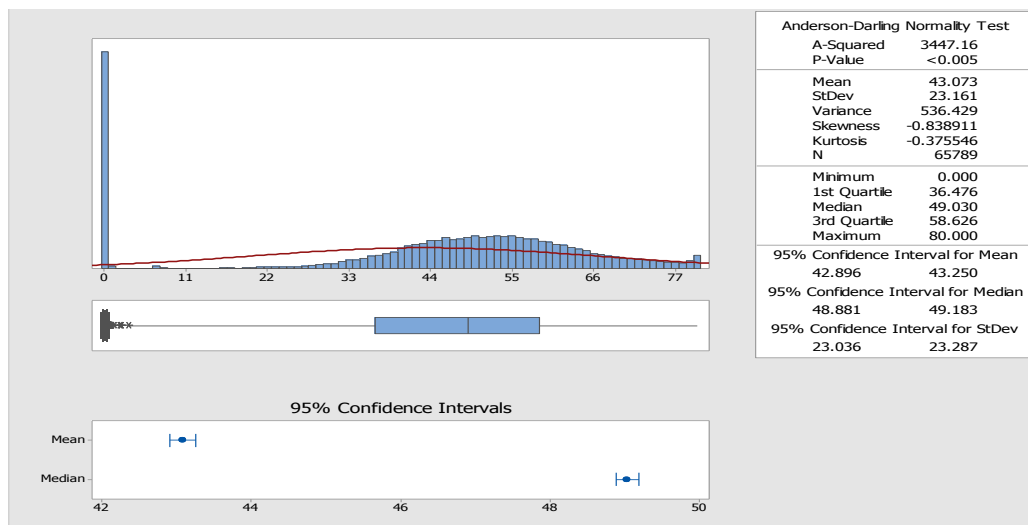 Anderson-Darling Normality Test
A-Squared 3447.16
P-Value <0.005
Mean 43.073
StDev 23.161
Variance 536.429
Skewness -0.838911
Kurtosis -0.375546
N 65789
Minimum 0.000
1st Quartile 36.476
Median 49.030
3rd Quartile 58.626
Maximum 80.000
95% Confidence Interval for Mean
42.896 43.250
95% Confidence Interval for Median
48.881 49.183
95% Confidence Interval for StDev
23.036 23.287
0 11 22 33 44 55 66 77
95% Confidence Intervals
Mean
Median
42 44 46 48 50